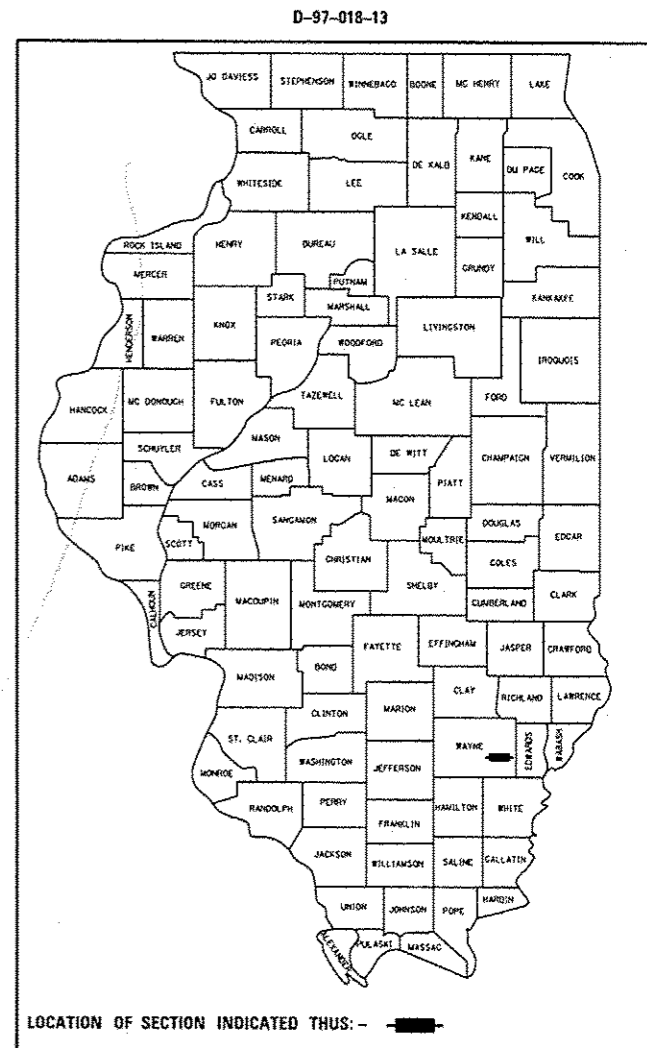 D-97-018-13
JO DAVIESS STEPHENSON WINNEBAGO BOONE MC HENRY LAKE
CARROLL OGLE DE KALB KANE DU PAGE COOK
WHITESIDE LEE KENDALL WILL
ROCK ISLAND HENRY BUREAU LA SALLE GRUNDY
MERCER PUTNAM KANKAKEE
STARK MARSHALL
HENDERSON WARREN KNOX PEORIA WOODFORD LIVINGSTON IROQUOIS
HANCOCK MC DONOUGH FULTON TAZEWELL MC LEAN FORD
SCHUYLER MASON LOGAN DE WITT CHAMPAIGN VERMILION
ADAMS BROWN CASS MENARD MACON PIATT
PIKE SCOTT MORGAN SANGAMON CHRISTIAN MOULTRIE DOUGLAS EDGAR
COLES
CALHOUN GREENE MACOUPIN MONTGOMERY SHELBY CUMBERLAND CLARK
JERSEY FAYETTE EFFINGHAM JASPER CRAWFORD
MADISON BOND CLAY RICHLAND LAWRENCE
CLINTON MARION
ST. CLAIR WASHINGTON JEFFERSON WAYNE EDWARDS WABASH
MONROE
RANDOLPH PERRY FRANKLIN HAMILTON WHITE
JACKSON WILLIAMSON SALINE GALLATIN
UNION JOHNSON POPE HARDIN
ALEXANDER PULASKI MASSAC
LOCATION OF SECTION INDICATED THUS: -